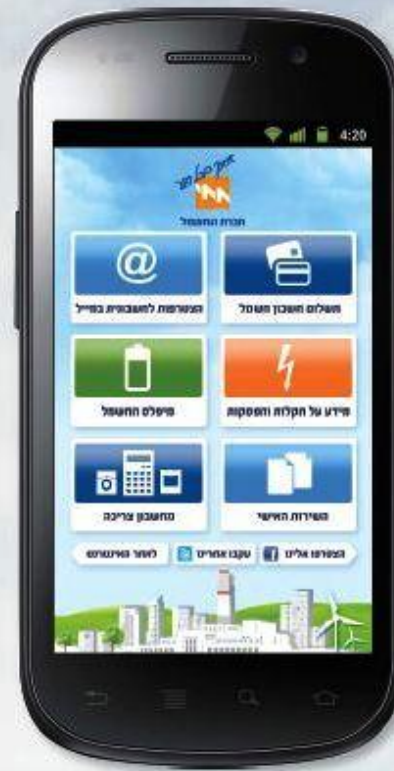 4:20
חברת החשמל
משלום חשבון חשמל
הצטרפות לחשבונית במייל
@
מידע על תקלות והפסקות
מיפלס החשמל
השירות האישי
מחשבון צריכה
הצטרפו אלינו
עקבו אחרינו
לאתר האינטרנט